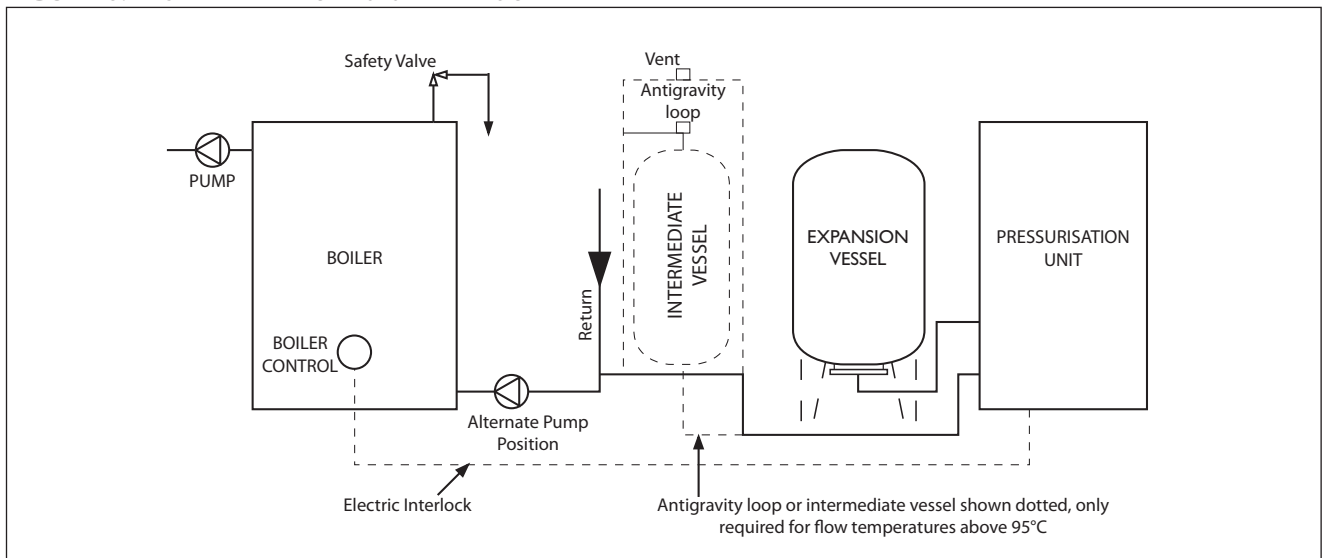 Safety Valve
Vent
Antigravity
loop
PUMP
BOILER
INTERMEDIATE
VESSEL
EXPANSION
VESSEL
PRESSURISATION
UNIT
Return
BOILER
CONTROL
Alternate Pump
Position
Electric Interlock
Antigravity loop or intermediate vessel shown dotted, only
required for flow temperatures above 95°C